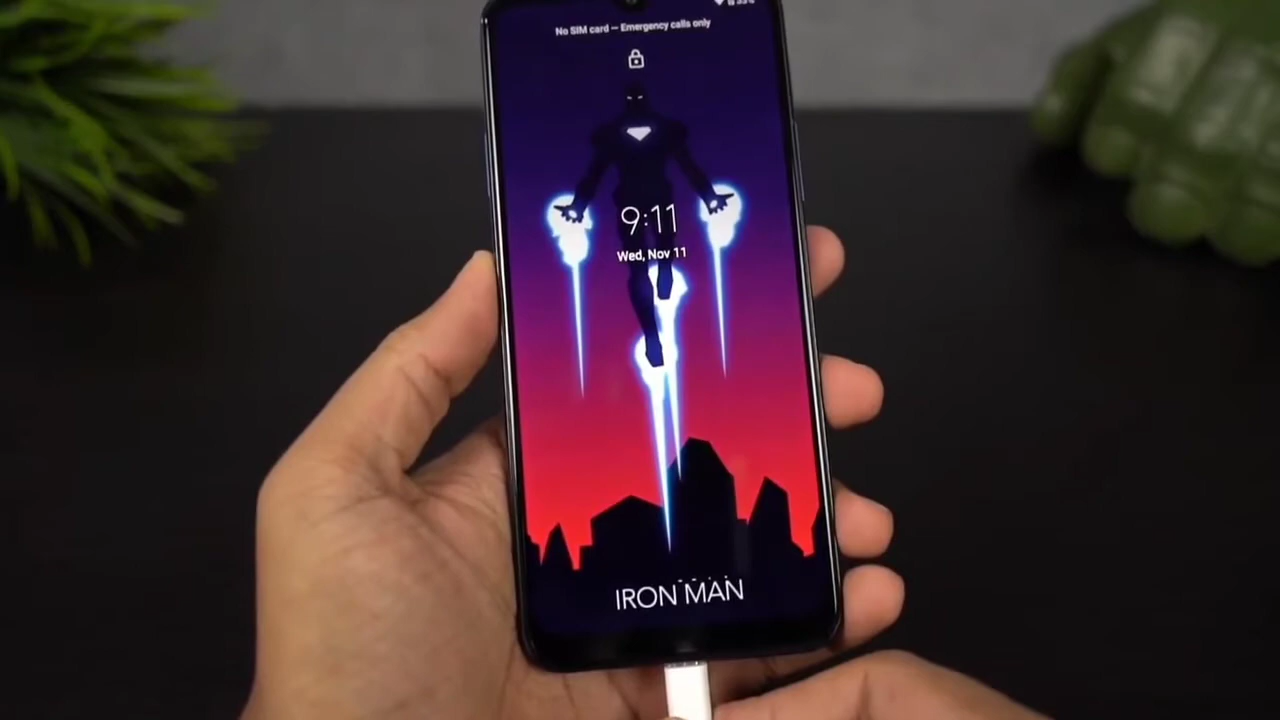 No SIM card — Emergency calls only
9:11
Wed, Nov 11
IRON MAN